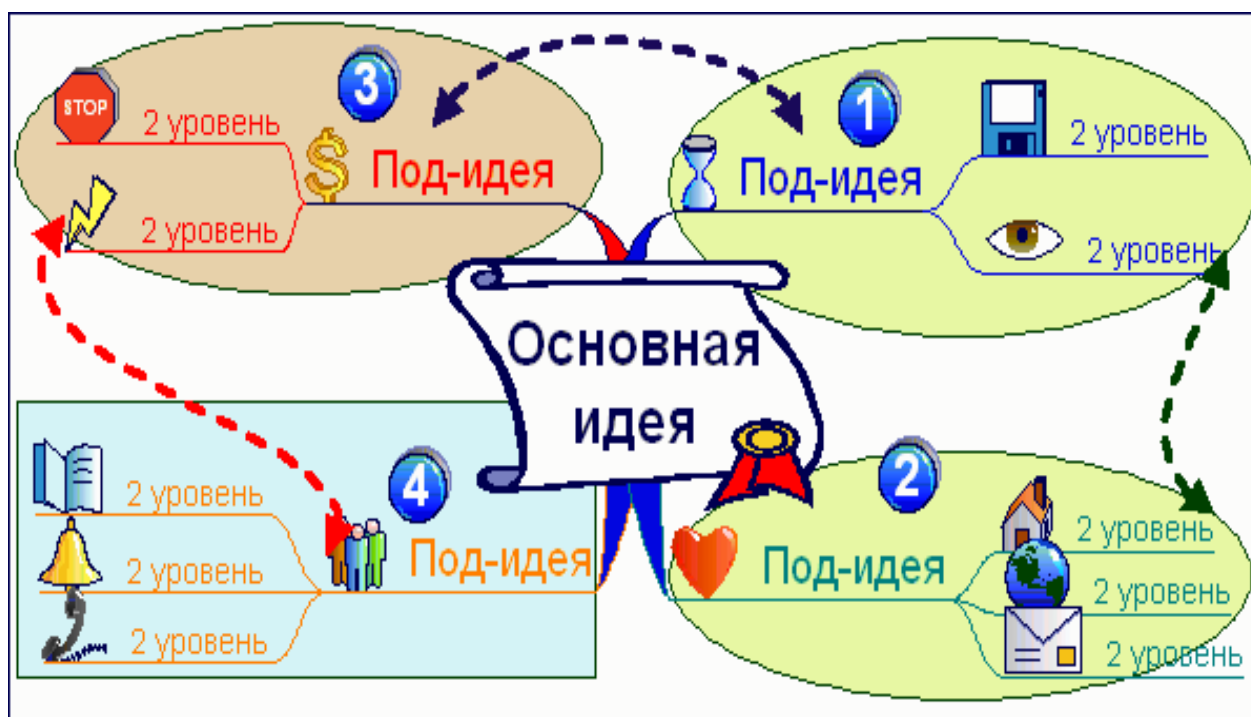 3
STOP
2 уровень
Под-идея
2 уровень
1
2 уровень
Под-идея
2 уровень
Основная
идея
4
2 уровень
Под-идея
2 уровень
2 уровень
2
2 уровень
Под-идея
2 уровень
2 уровень